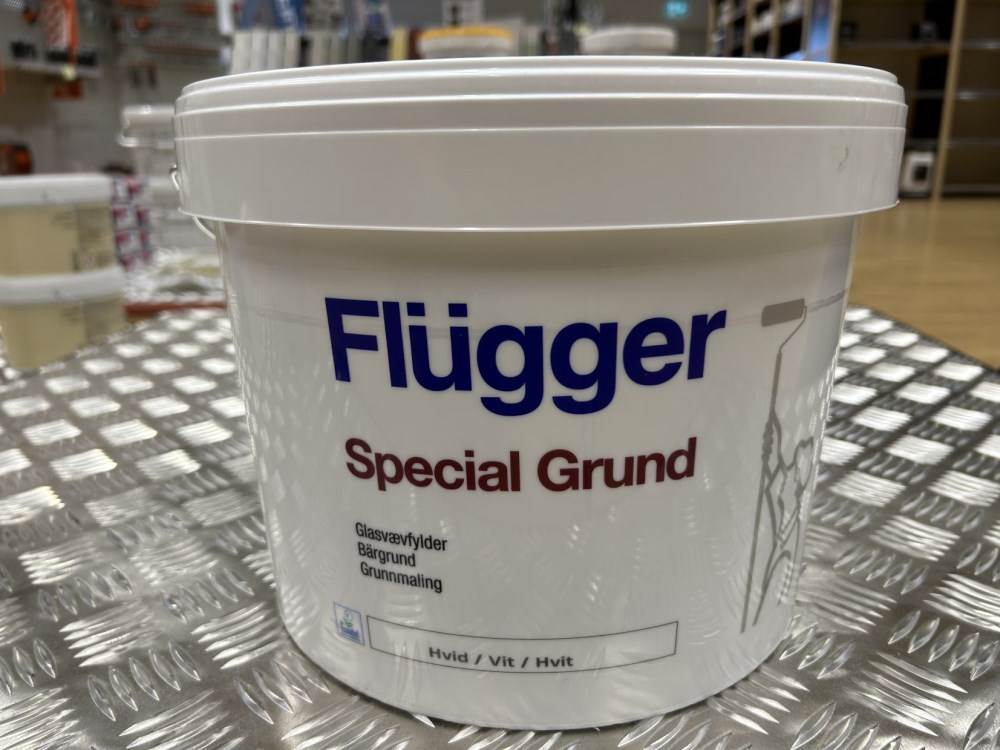 Flügger
Special Grund
Glasvævfylder
Bärgrund
Grunnmaling
Hvid / Vit / Hvit